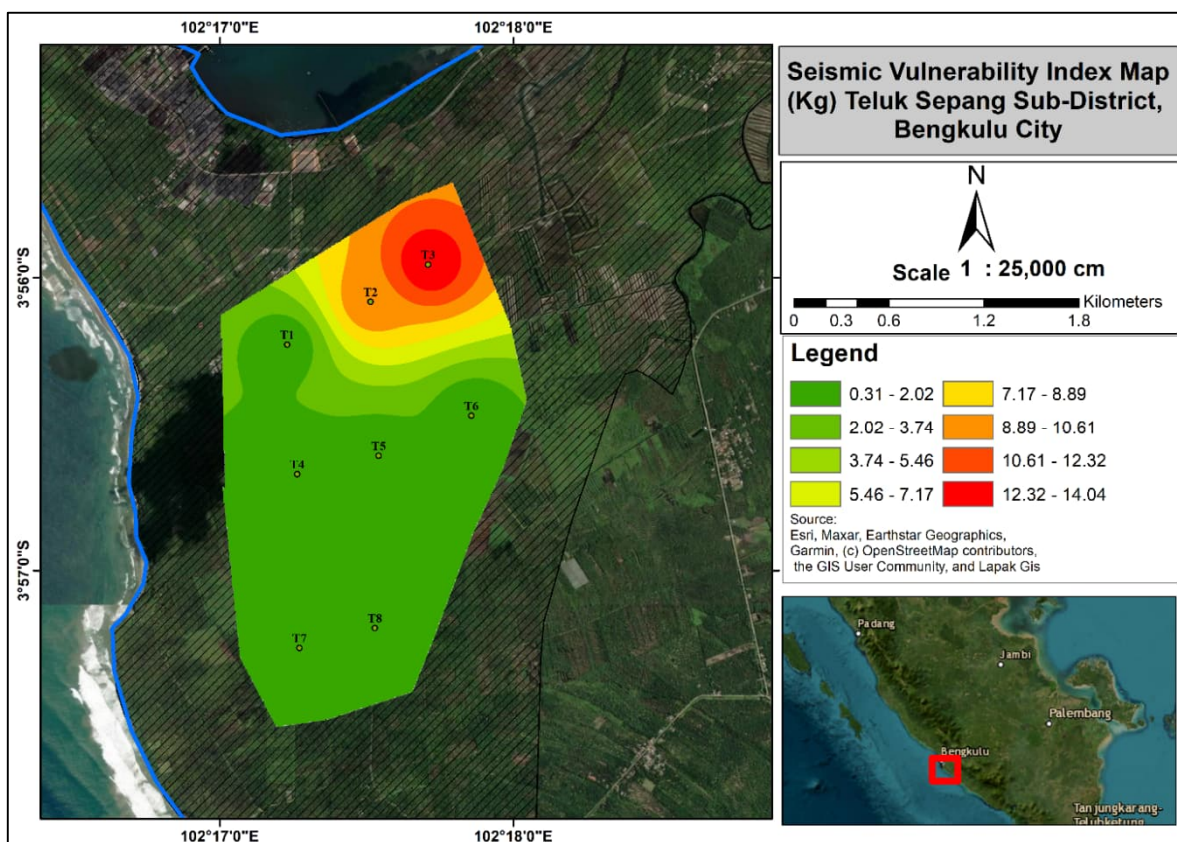 102°17'0"E
102°18'0"E
3°56'0"S
3°57'0"S
T3
T2
T1
T6
T5
T4
T8
T7
102°17'0"E
102°18'0"E
Seismic Vulnerability Index Map
(Kg) Teluk Sepang Sub-District,
Bengkulu City
N
Scale 1 : 25,000 cm
Kilometers
0 0.3 0.6 1.2 1.8
Legend
0.31 - 2.02
2.02 - 3.74
3.74 - 5.46
5.46 - 7.17
7.17 - 8.89
8.89 - 10.61
10.61 - 12.32
12.32 - 14.04
Source:
Esri, Maxar, Earthstar Geographics,
Garmin, (c) OpenStreetMap contributors,
the GIS User Community, and Lapak Gis
Padang
Jambi
Palembang
Bengkulu
Tanjungkarang-
Telukbetung